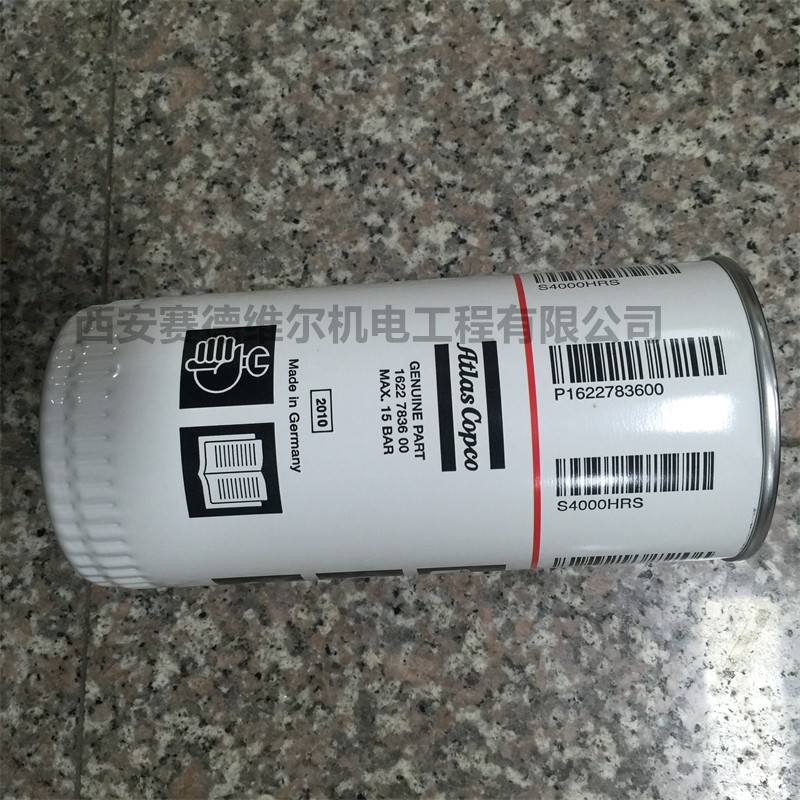 西安赛德维尔机电工程有限公司
Atlas Copco
GENUINE PART
1622 7836 00
MAX. 15 BAR
2010
Made in Germany
S4000HRS
P1622783600
S4000HRS